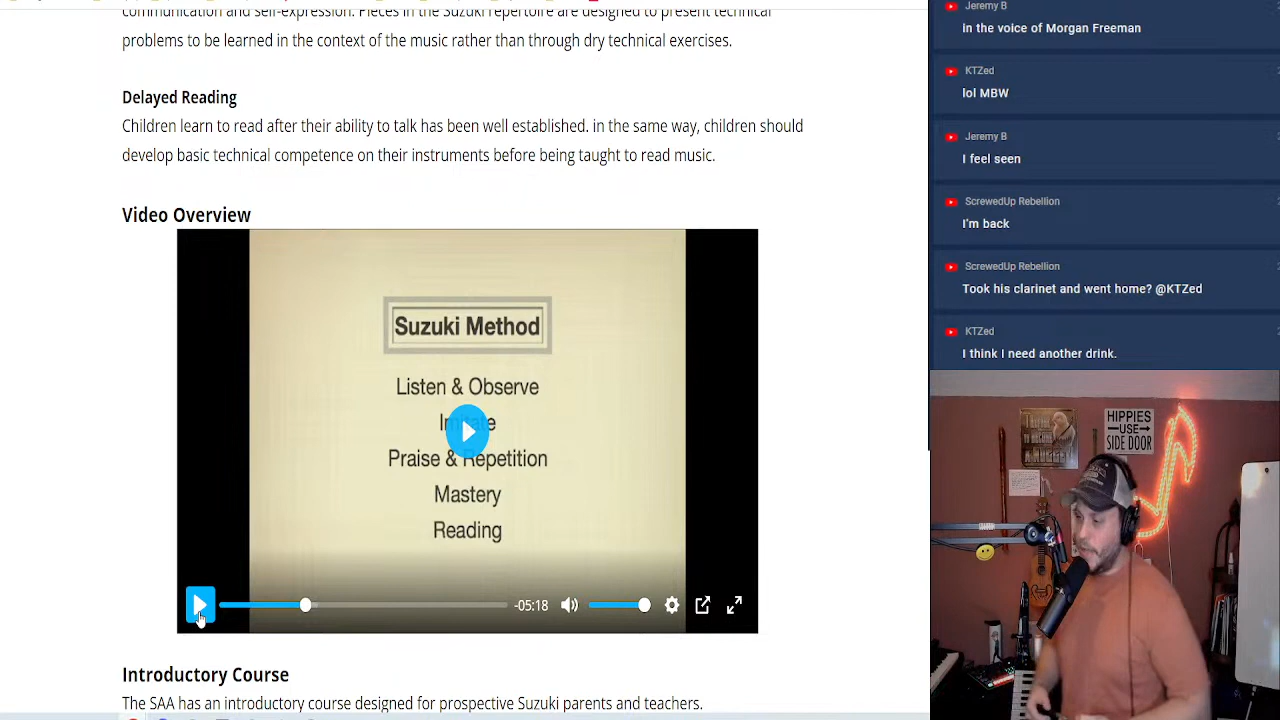 communication and self-expression. Pieces in the Suzuki repertoire are designed to present technical
problems to be learned in the context of the music rather than through dry technical exercises.
Delayed Reading
Children learn to read after their ability to talk has been well established. in the same way, children should
develop basic technical competence on their instruments before being taught to read music.
Video Overview
Suzuki Method
Listen & Observe
Imitate
Praise & Repetition
Mastery
Reading
-05:18
Introductory Course
The SAA has an introductory course designed for prospective Suzuki parents and teachers.
Jeremy B
in the voice of Morgan Freeman
KTZed
lol MBW
Jeremy B
I feel seen
ScrewedUp Rebellion
I'm back
ScrewedUp Rebellion
Took his clarinet and went home? @KTZed
KTZed
I think I need another drink.
HIPPIES
USE
SIDE DOOR